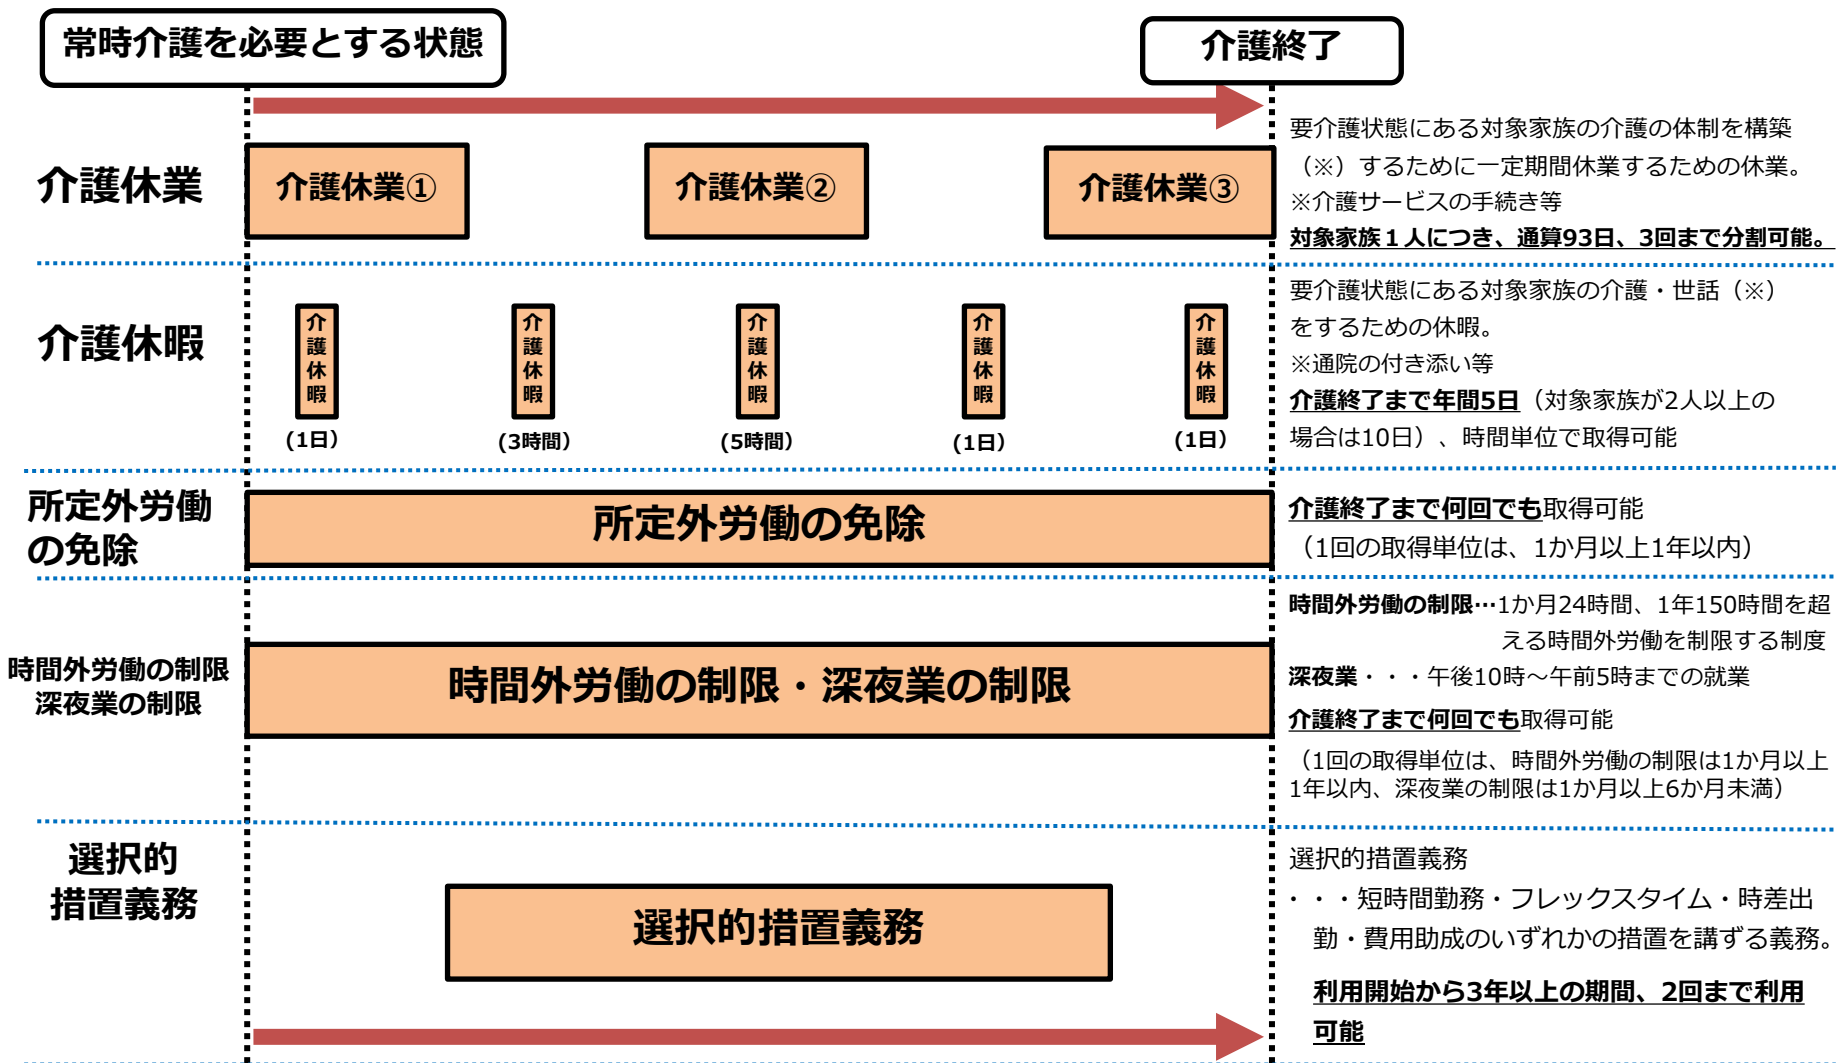 常時介護を必要とする状態
介護終了
介護休業
介護休業①
介護休業②
介護休業③
要介護状態にある対象家族の介護の体制を構築
（※）するために一定期間休業するための休業。
※介護サービスの手続き等
対象家族１人につき、通算93日、3回まで分割可能。
介護休暇
介護休暇
(1日）
介護休暇
(3時間）
介護休暇
(5時間）
介護休暇
(1日）
介護休暇
(1日）
要介護状態にある対象家族の介護・世話（※）
をするための休暇。
※通院の付き添い等
介護終了まで年間5日（対象家族が2人以上の
場合は10日）、時間単位で取得可能
所定外労働
の免除
所定外労働の免除
介護終了まで何回でも取得可能
（1回の取得単位は、1か月以上1年以内）
時間外労働の制限
深夜業の制限
時間外労働の制限・深夜業の制限
時間外労働の制限…1か月24時間、1年150時間を超
える時間外労働を制限する制度
深夜業・・・午後10時～午前5時までの就業
介護終了まで何回でも取得可能
（1回の取得単位は、時間外労働の制限は1か月以上
1年以内、深夜業の制限は1か月以上6か月未満）
選択的
措置義務
選択的措置義務
選択的措置義務
・・・短時間勤務・フレックスタイム・時差出
勤・費用助成のいずれかの措置を講ずる義務。
利用開始から3年以上の期間、2回まで利用
可能